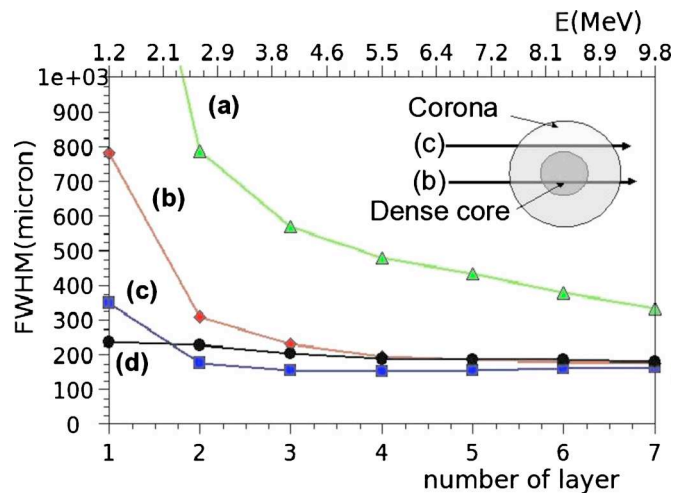 E(MeV)
1.2 2.1 2.9 3.8 4.6 5.5 6.4 7.2 8.1 8.9 9.8
1e+03
900
800
700
600
500
400
300
200
100
0
FWHM(micron)
(a)
(b)
(c)
(d)
Corona
(c)
(b)
Dense core
1 2 3 4 5 6 7
number of layer